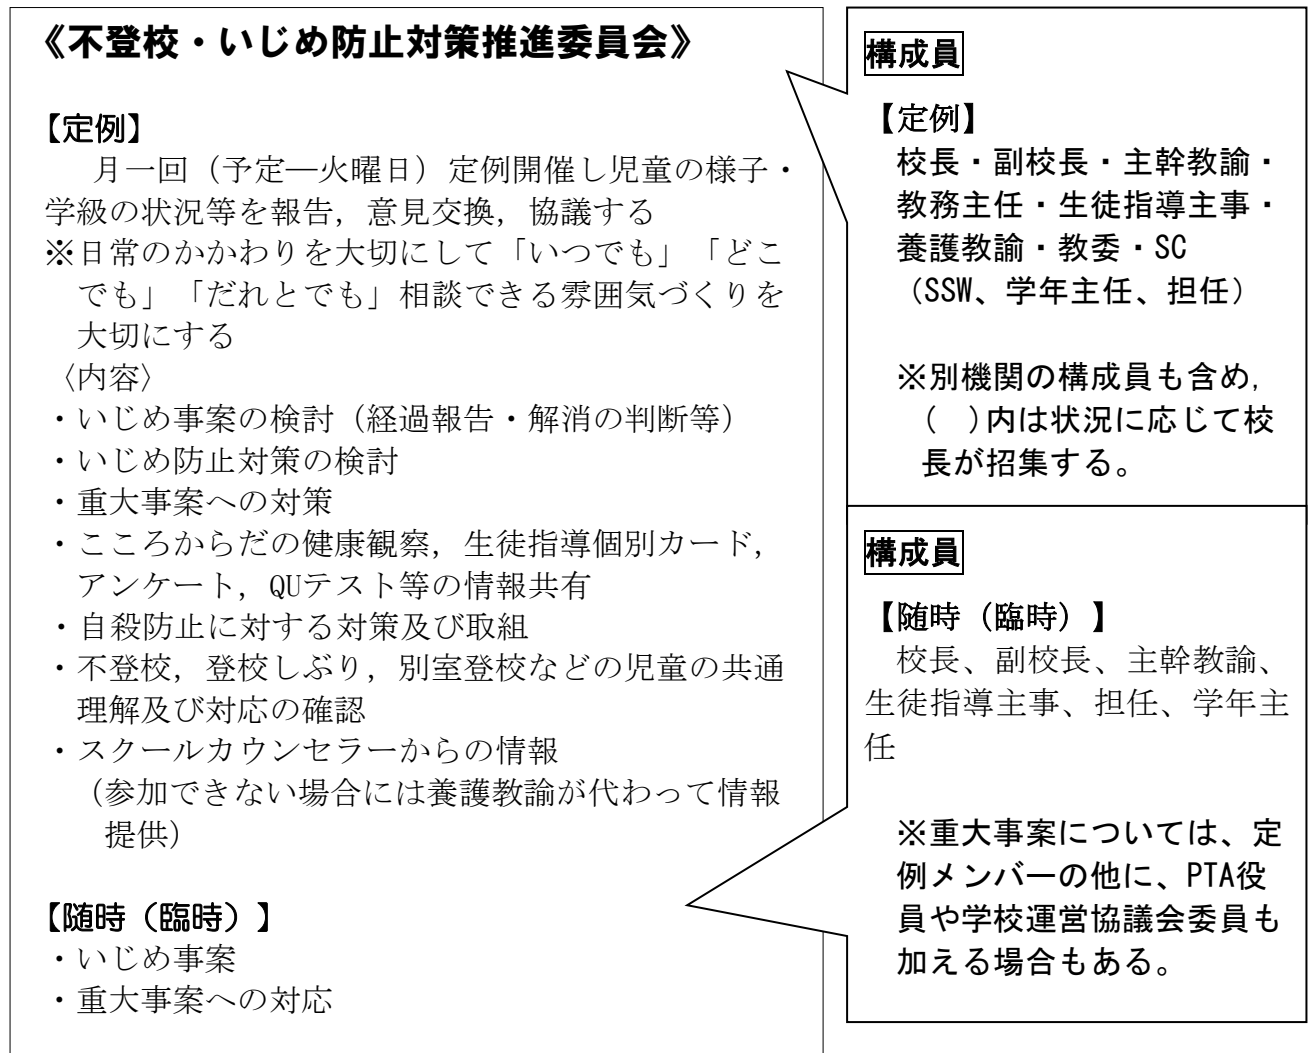 《不登校・いじめ防止対策推進委員会》
【定例】
月一回（予定―火曜日）定例開催し児童の様子・
学級の状況等を報告，意見交換，協議する
※日常のかかわりを大切にして「いつでも」「どこ
でも」「だれとでも」相談できる雰囲気づくりを
大切にする
〈内容〉
・いじめ事案の検討（経過報告・解消の判断等）
・いじめ防止対策の検討
・重大事案への対策
・こころからだの健康観察，生徒指導個別カード，
アンケート，QUテスト等の情報共有
・自殺防止に対する対策及び取組
・不登校，登校しぶり，別室登校などの児童の共通
理解及び対応の確認
・スクールカウンセラーからの情報
（参加できない場合には養護教諭が代わって情報
提供）
【随時（臨時）】
・いじめ事案
・重大事案への対応
構成員
【定例】
校長・副校長・主幹教諭・
教務主任・生徒指導主事・
養護教諭・教委・SC
（SSW、学年主任、担任）
※別機関の構成員も含め，
（　）内は状況に応じて校
長が招集する。
構成員
【随時（臨時）】
校長、副校長、主幹教諭、
生徒指導主事、担任、学年主
任
※重大事案については、定
例メンバーの他に、PTA役
員や学校運営協議会委員も
加える場合もある。